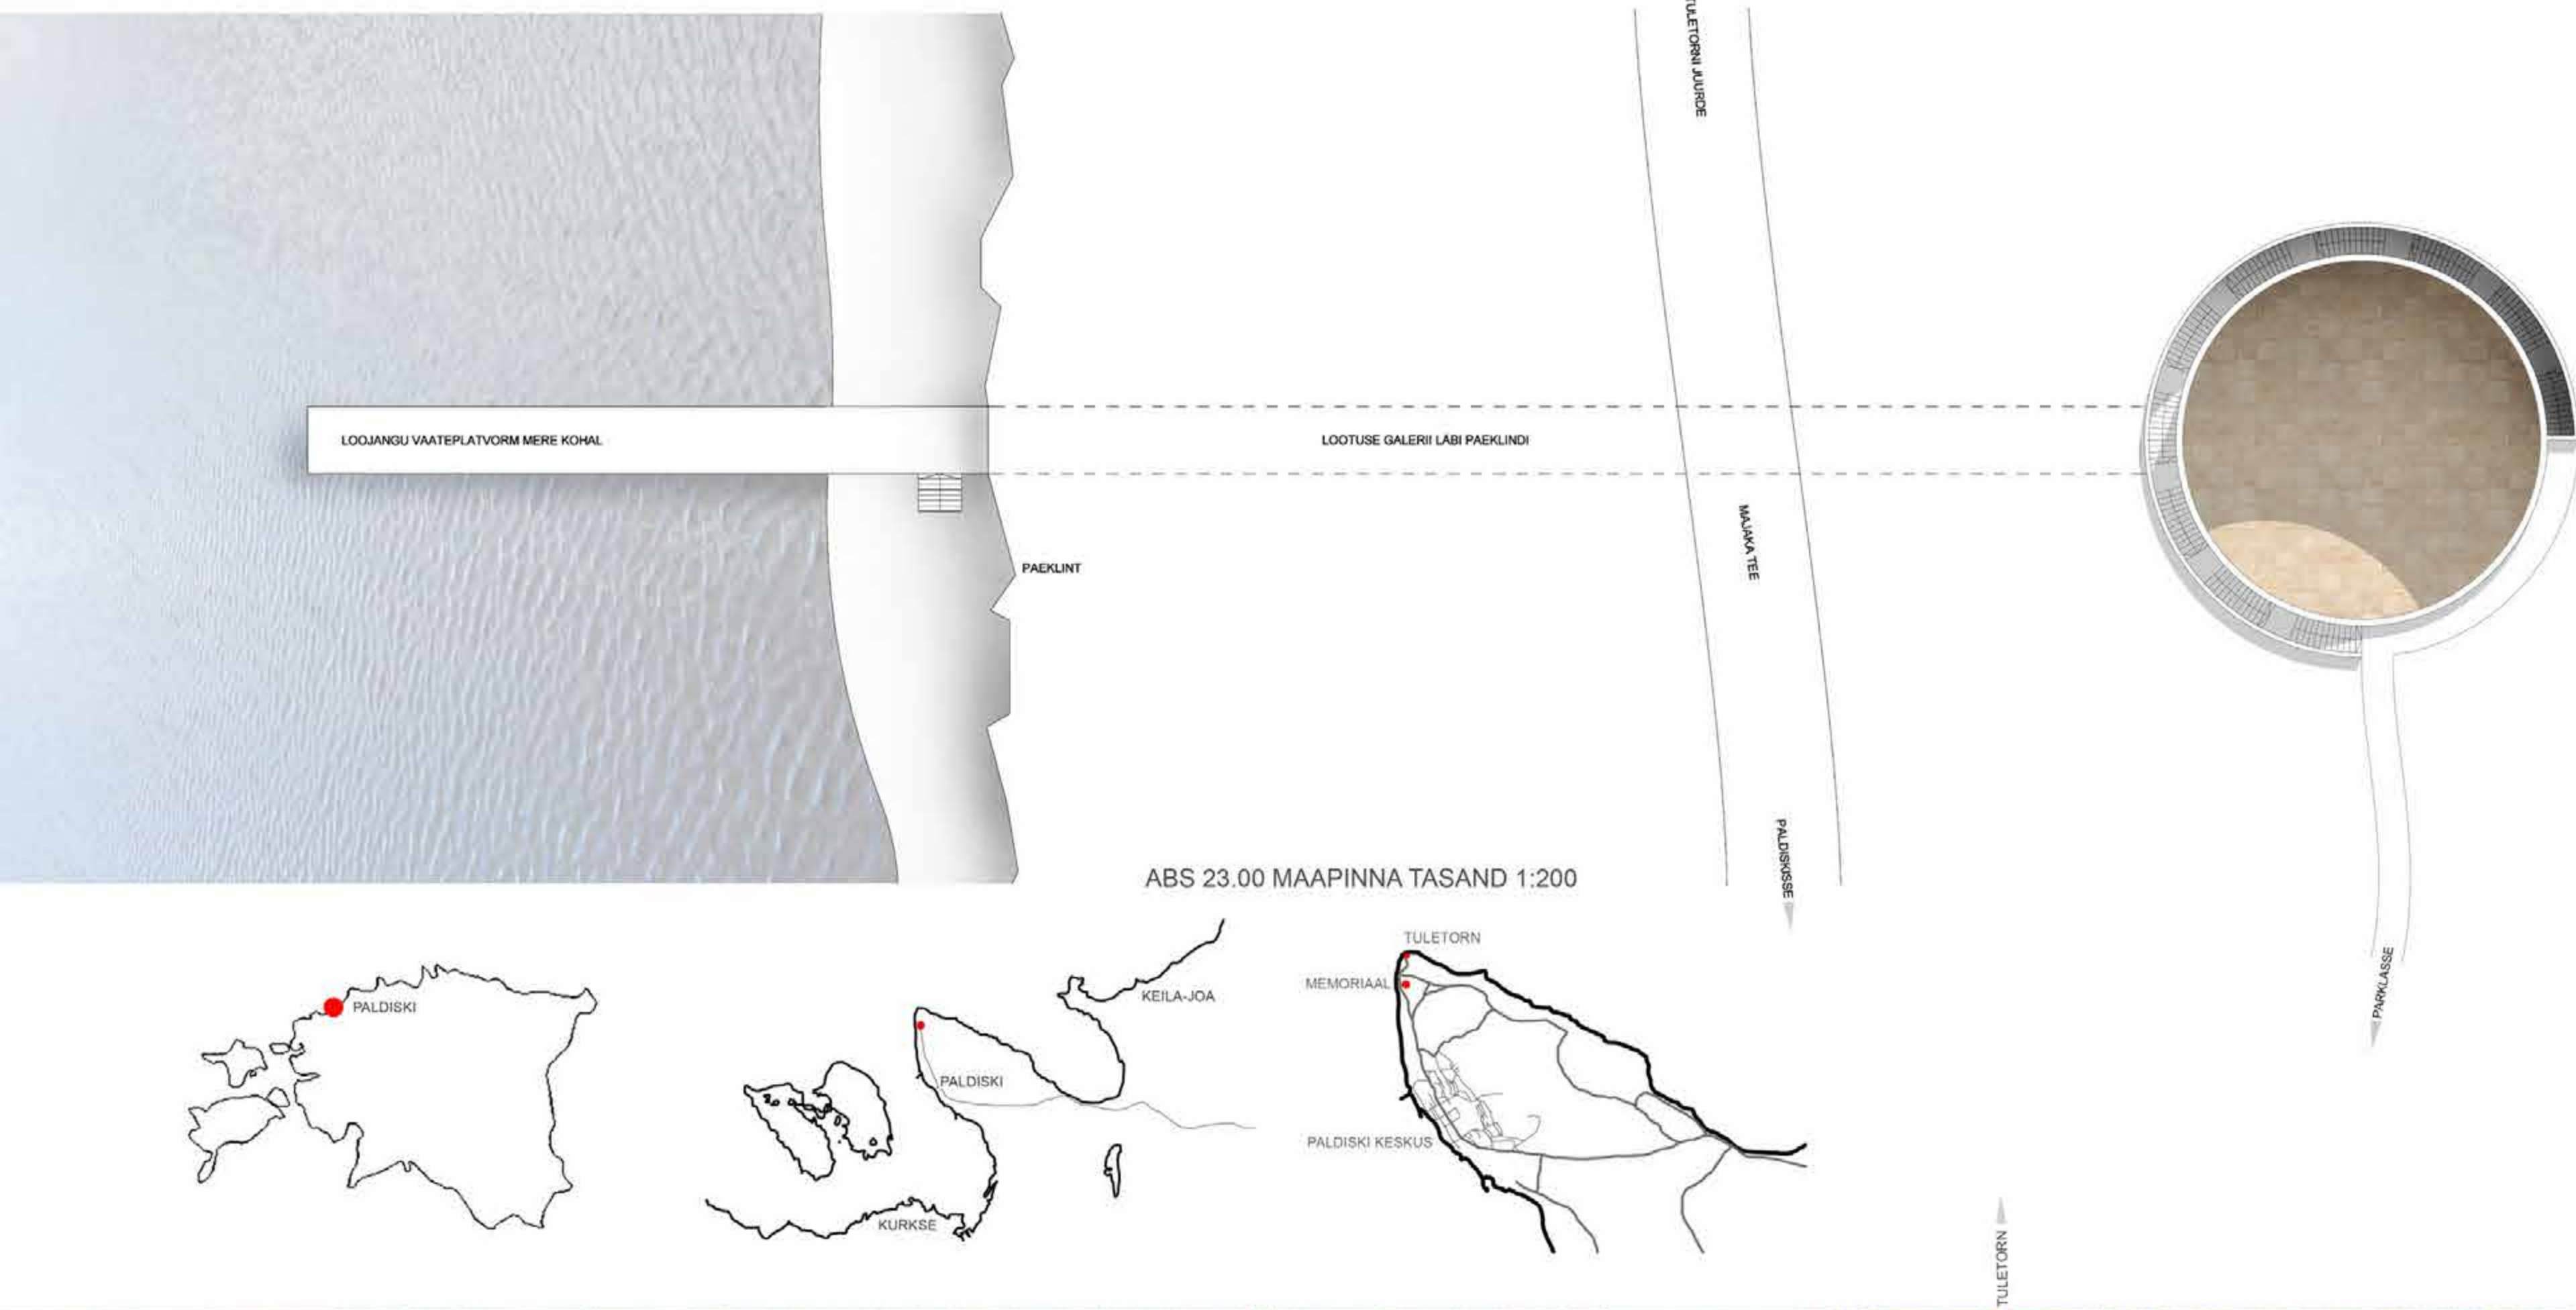 TULETORNI JUURDE
LOOJANGU VAATEPLATVORM MERE KOHAL
LOOTUSE GALERII LÄBI PAEKLINDI
MAJAKA TEE
PAEKLINT
PALDISKISSE
ABS 23.00 MAAPINNA TASAND 1:200
PARKLASSE
PALDISKI
KEILA-JOA
PALDISKI
KURKSE
TULETORN
MEMORIAAL
PALDISKI KESKUS
TULETORN